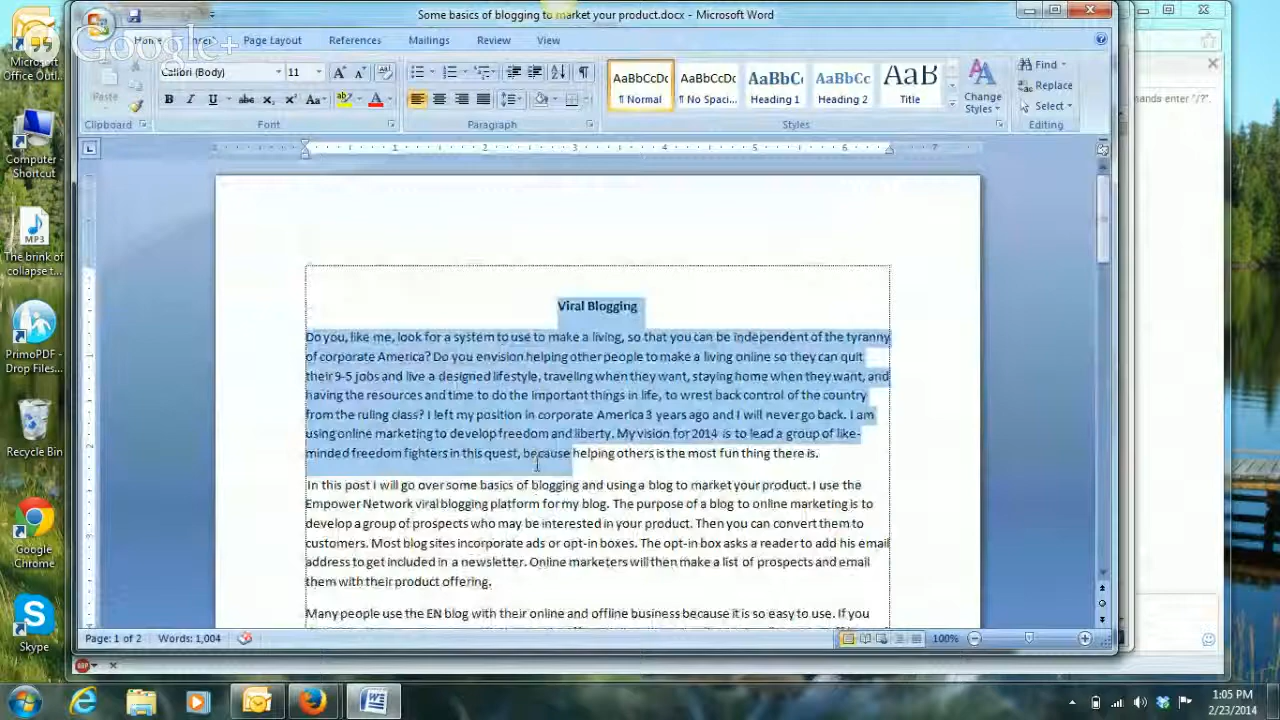 Some basics of blogging to market your product.docx - Microsoft Word
Google+
Home Insert Page Layout References Mailings Review View
Calibri (Body) 11
Paste
AaBbCcDc AaBbCcDc AaBbC AaBbCc AaB
¶ Normal ¶ No Spaci... Heading 1 Heading 2 Title
Change
Styles
Find
Replace
Select
Clipboard Font Paragraph Styles Editing
mands enter "/?".
Microsoft
Office Outl...
Computer -
Shortcut
MP3
The brink of
collapse t...
PrimoPDF -
Drop Files...
Recycle Bin
Google
Chrome
Skype
1 2 3 4 5 6 7
Viral Blogging
Do you, like me, look for a system to use to make a living, so that you can be independent of the tyranny
of corporate America? Do you envision helping other people to make a living online so they can quit
their 9-5 jobs and live a designed lifestyle, traveling when they want, staying home when they want, and
having the resources and time to do the important things in life, to wrest back control of the country
from the ruling class? I left my position in corporate America 3 years ago and I will never go back. I am
using online marketing to develop freedom and liberty. My vision for 2014 is to lead a group of like-
minded freedom fighters in this quest, because helping others is the most fun thing there is.
In this post I will go over some basics of blogging and using a blog to market your product. I use the
Empower Network viral blogging platform for my blog. The purpose of a blog to online marketing is to
develop a group of prospects who may be interested in your product. Then you can convert them to
customers. Most blog sites incorporate ads or opt-in boxes. The opt-in box asks a reader to add his email
address to get included in a newsletter. Online marketers will then make a list of prospects and email
them with their product offering.
Many people use the EN blog with their online and offline business because it is so easy to use. If you
Page: 1 of 2 Words: 1,004 100%
1:05 PM
2/23/2014